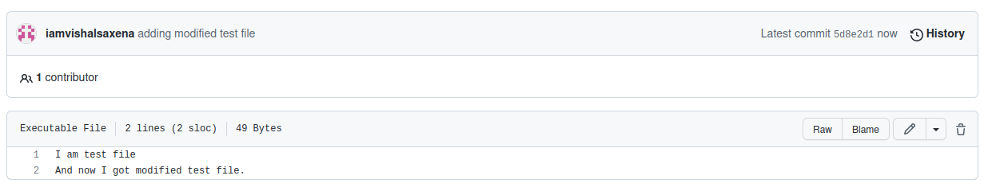 iamvishalsaxena adding modified test file Latest commit 5d8e2d1 now History
1 contributor
Executable File 2 lines (2 sloc) 49 Bytes Raw Blame
1 I am test file
2 And now I got modified test file.